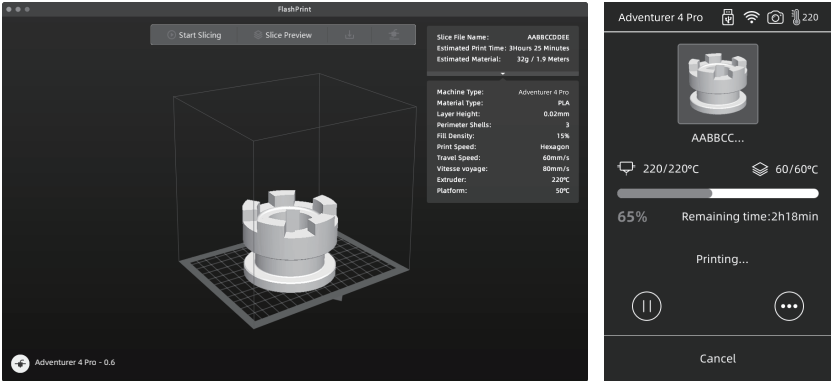 FlashPrint
Start Slicing
Slice Preview
Slice File Name: AABBCCDDEE
Estimated Print Time: 3Hours 25 Minutes
Estimated Material: 32g / 1.9 Meters
Machine Type: Adventurer 4 Pro
Material Type: PLA
Layer Height: 0.02mm
Perimeter Shells: 3
Fill Density: 15%
Print Speed: Hexagon
Travel Speed: 60mm/s
Vitesse voyage: 80mm/s
Extruder: 220℃
Platform: 50℃
Adventurer 4 Pro - 0.6
Adventurer 4 Pro 220
AABBCC...
220/220℃ 60/60℃
65% Remaining time:2h18min
Printing...
Cancel